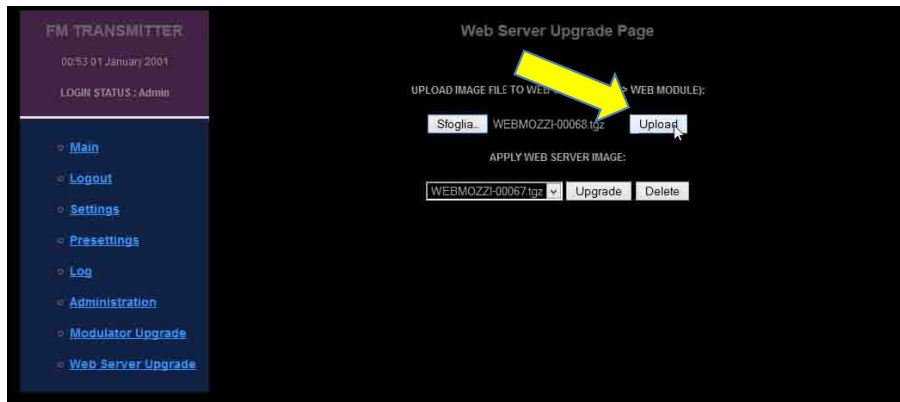 FM TRANSMITTER
00:53 01 January 2001
LOGIN STATUS : Admin
Main
Logout
Settings
Presettings
Log
Administration
Modulator Upgrade
Web Server Upgrade
Web Server Upgrade Page
UPLOAD IMAGE FILE TO WEB > WEB MODULE):
Sfoglia_ WEBMOZZI-00068.tgz Upload
APPLY WEB SERVER IMAGE:
WEBMOZZI-00067.tgz Upgrade Delete